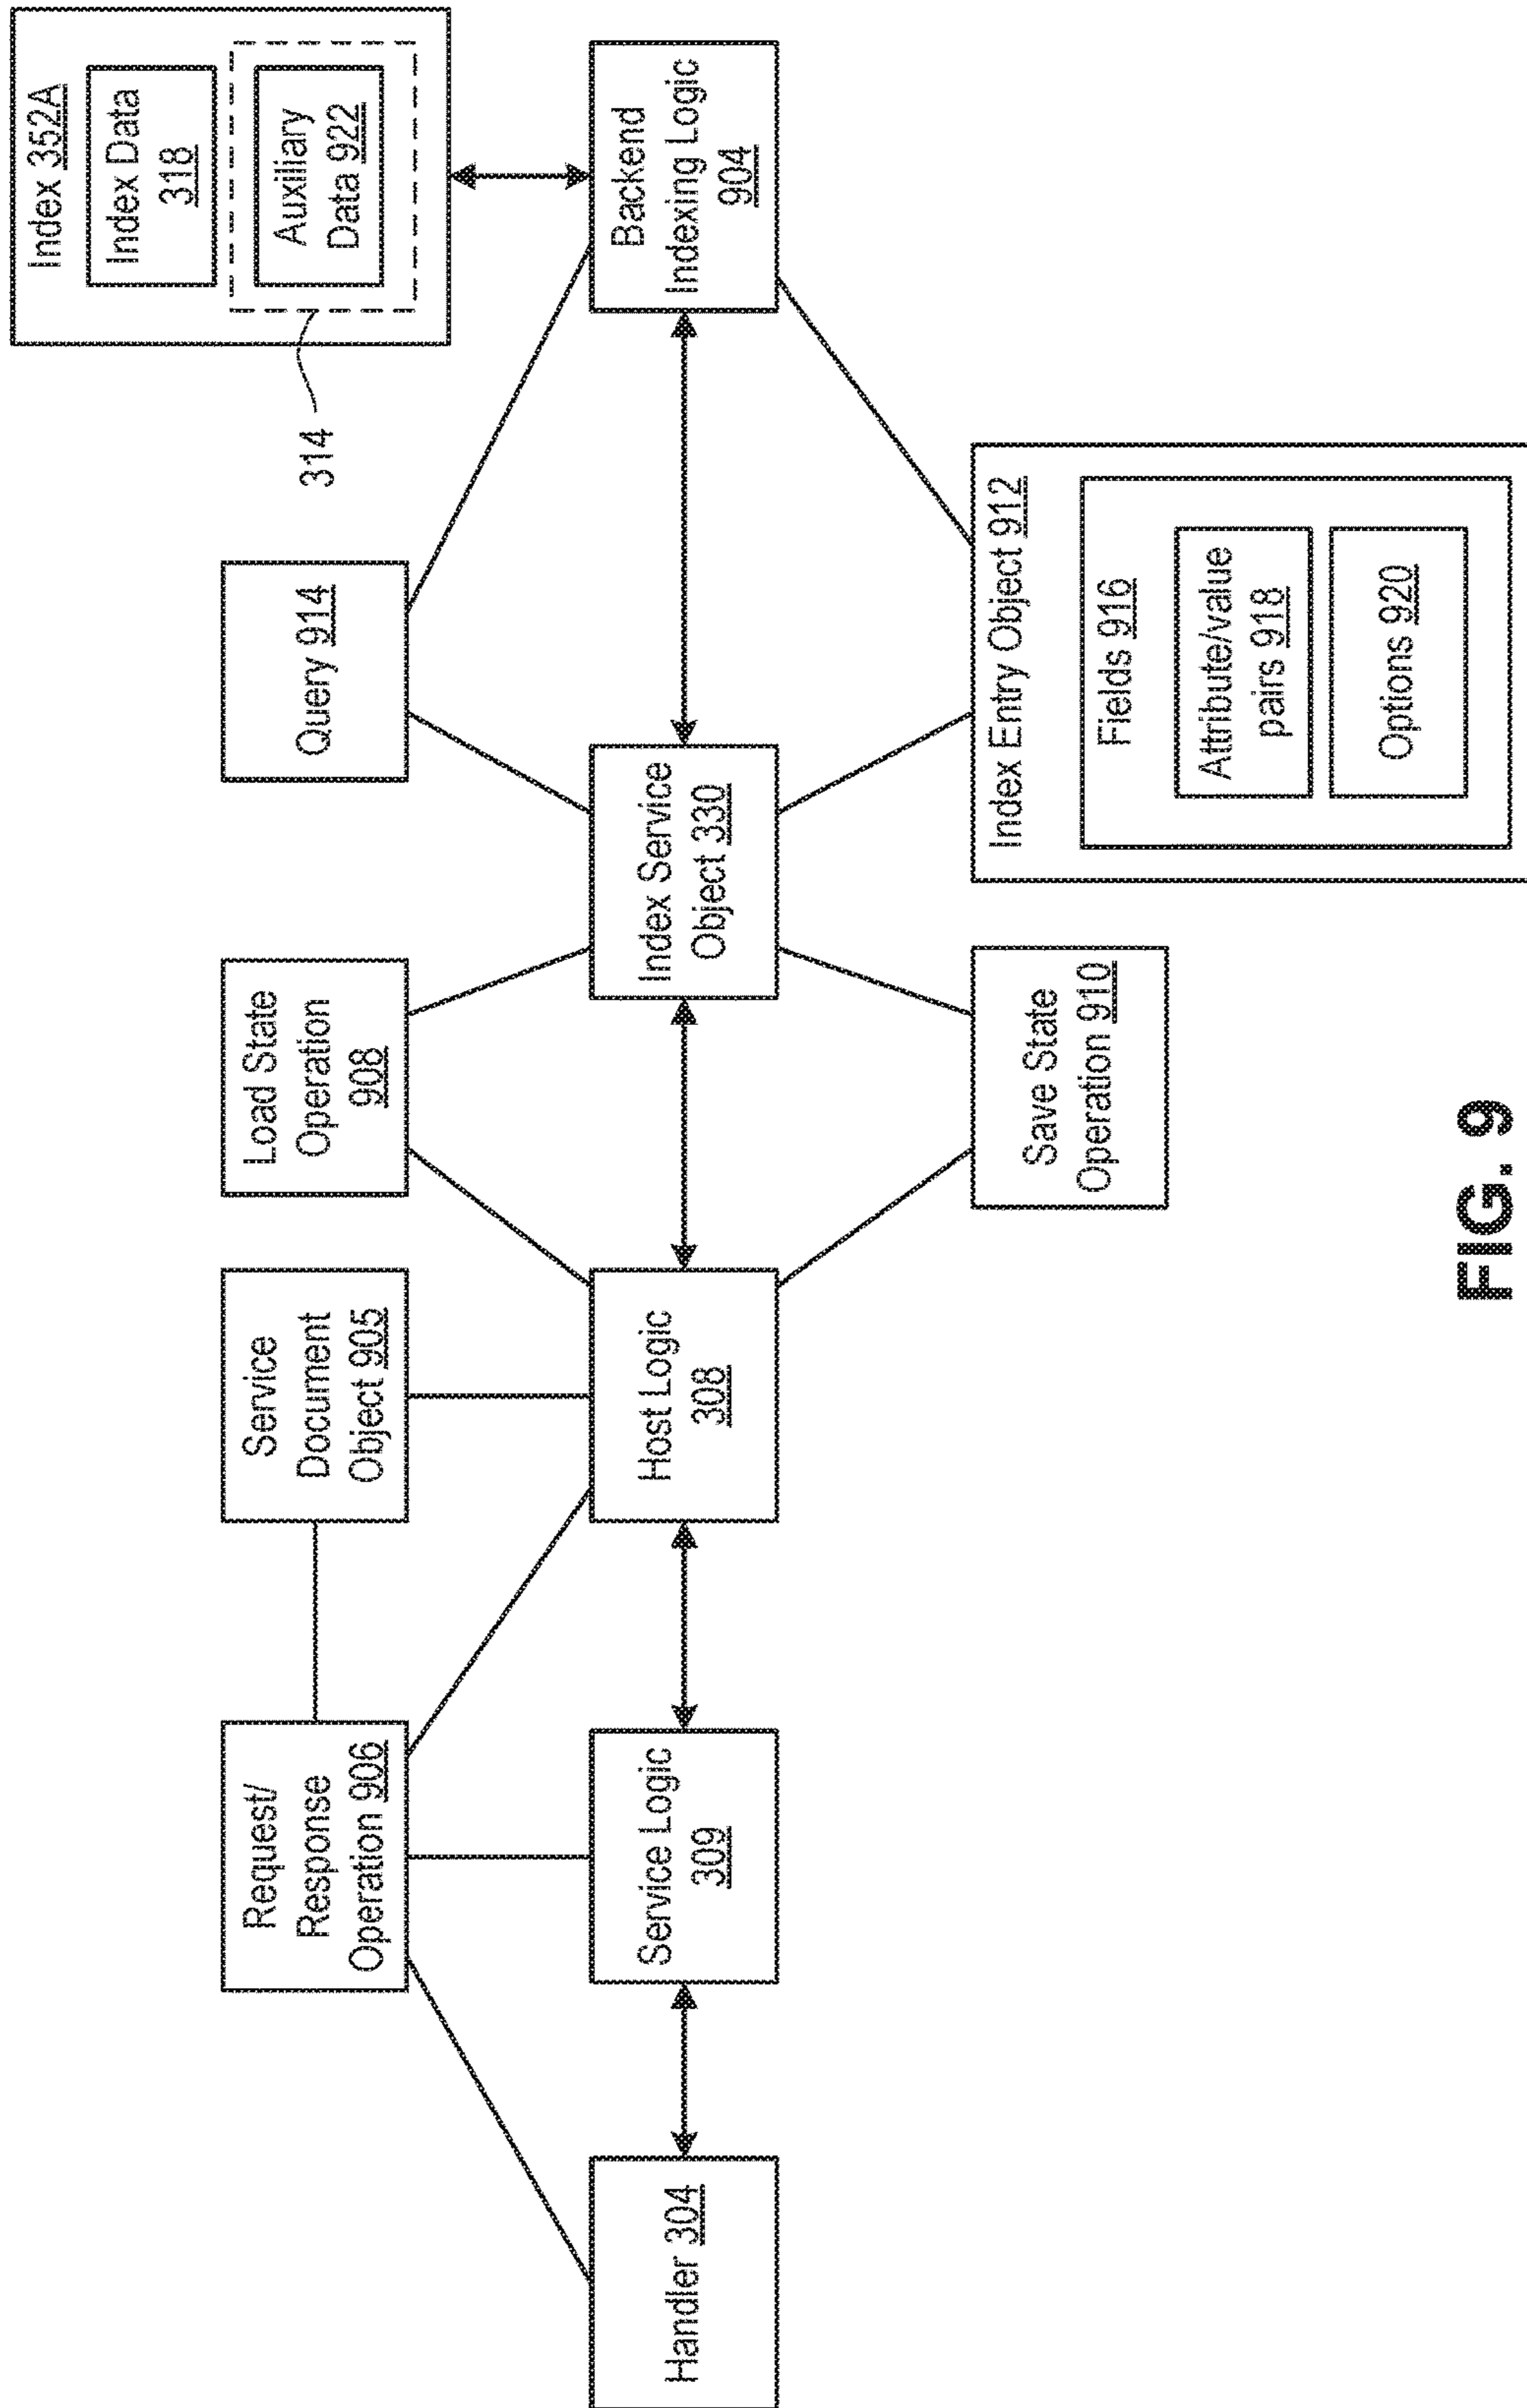 Request/
Response
Operation 906
Service
Document
Object 905
Load State
Operation
908
Query 914
314
Index 352A
Index Data
318
Auxiliary
Data 922
Handler 304
Service Logic
309
Host Logic
308
Index Service
Object 330
Backend
Indexing Logic
904
Save State
Operation 910
Index Entry Object 912
Fields 916
Attribute/value
pairs 918
Options 920
FIG. 9